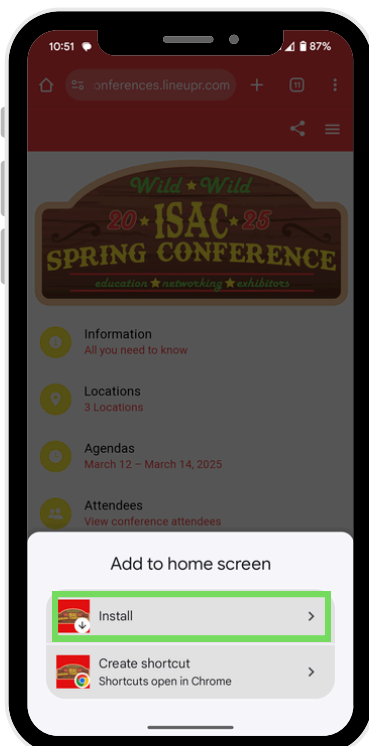 10:51
87%
:onferences.lineupr.com
11
Wild ★ Wild
20 ★ ISAC ★ 25
SPRING CONFERENCE
education ★ networking ★ exhibitors
Information
All you need to know
Locations
3 Locations
Agendas
March 12 – March 14, 2025
Attendees
View conference attendees
Add to home screen
Install
Create shortcut
Shortcuts open in Chrome